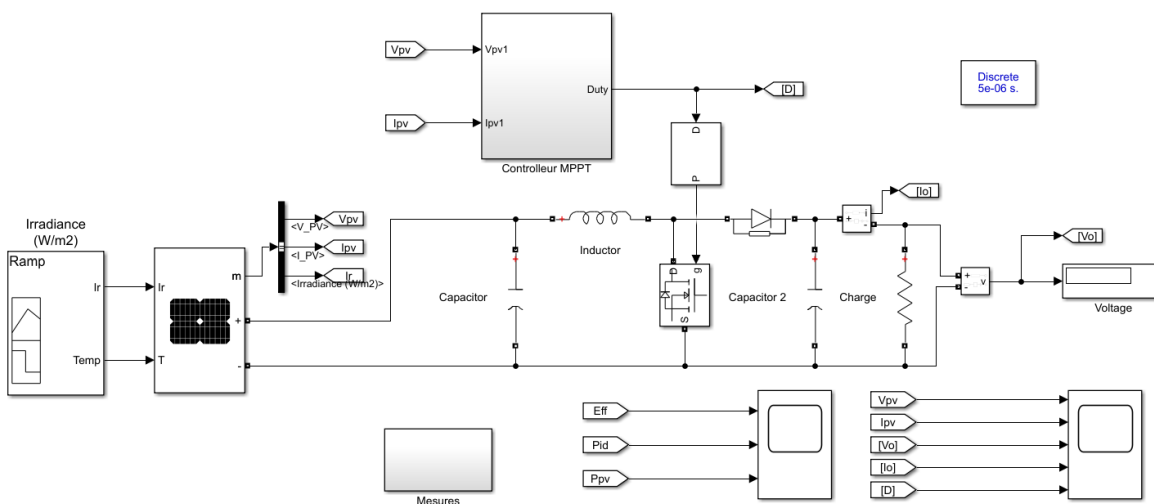 Vpv
Vpv1
Ipv
Ipv1
Duty
Controlleur MPPT
[D]
Discrete
5e-06 s.
D
P
Irradiance
(W/m2)
Ramp
Ir
Temp
Ir
T
m
+
-
Vpv
<V_PV>
Ipv
<I_PV>
Ir
<Irradiance (W/m2)>
Capacitor
+
+
Inductor
D
g
S
Capacitor 2
+
+
i
-
[Io]
Charge
+
+
-
v
[Vo]
Voltage
Mesures
Eff
Pid
Ppv
Vpv
Ipv
[Vo]
[Io]
[D]